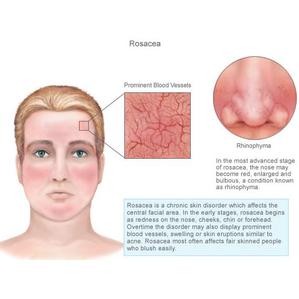 Rosacea
Prominent Blood Vessels
Rhinophyma
In the most advanced stage
of rosacea, the nose may
become red, enlarged and
bulbous, a condition known
as rhinophyma.
Rosacea is a chronic skin disorder which affects the
central facial area. In the early stages, rosacea begins
as redness on the nose, cheeks, chin or forehead.
Overtime the disorder may also display prominent
blood vessels, swelling or skin eruptions similar to
acne. Rosacea most often affects fair skinned people
who blush easily.